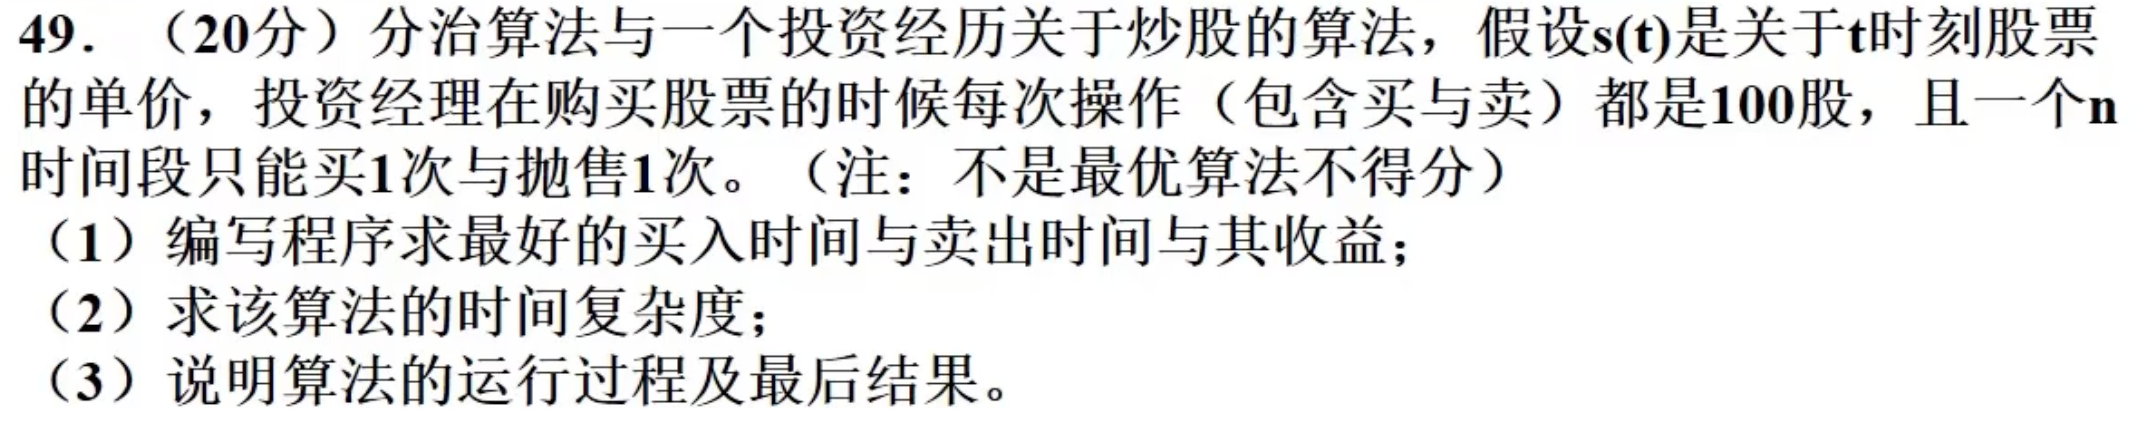 49. （20分）分治算法与一个投资经历关于炒股的算法，假设s(t)是关于t时刻股票
的单价，投资经理在购买股票的时候每次操作（包含买与卖）都是100股，且一个n
时间段只能买1次与抛售1次。（注：不是最优算法不得分）
（1）编写程序求最好的买入时间与卖出时间与其收益；
（2）求该算法的时间复杂度；
（3）说明算法的运行过程及最后结果。